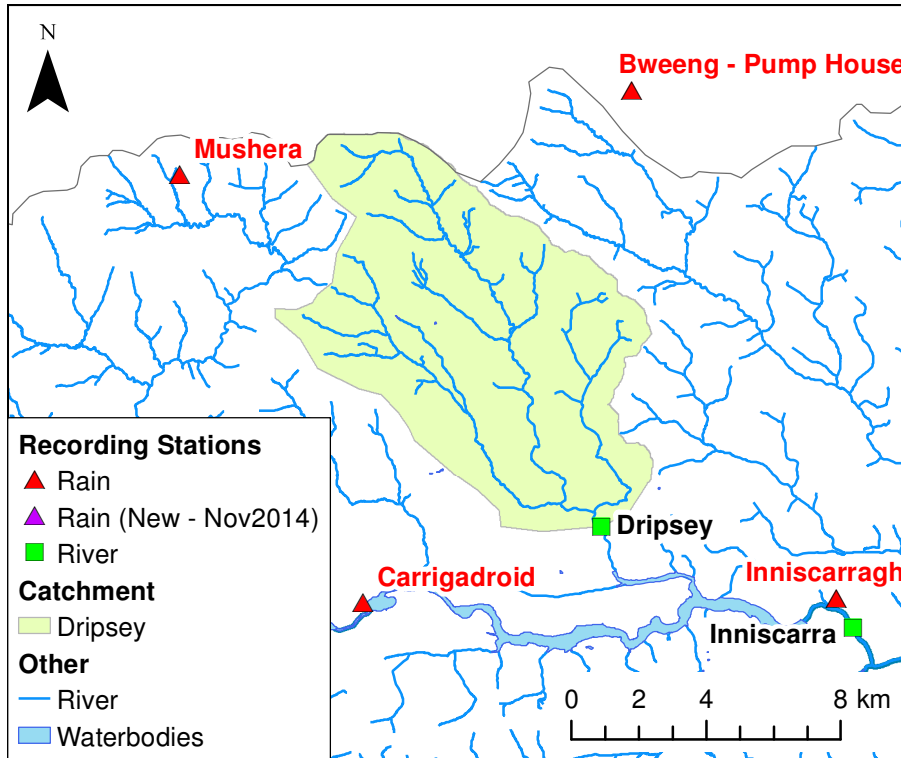 N
Bweeng - Pump House
Mushera
Recording Stations
Rain
Rain (New - Nov2014)
River
Catchment
Dripsey
Other
River
Waterbodies
Dripsey
Carrigadroid
Inniscarragh
Inniscarra
0 2 4 8 km